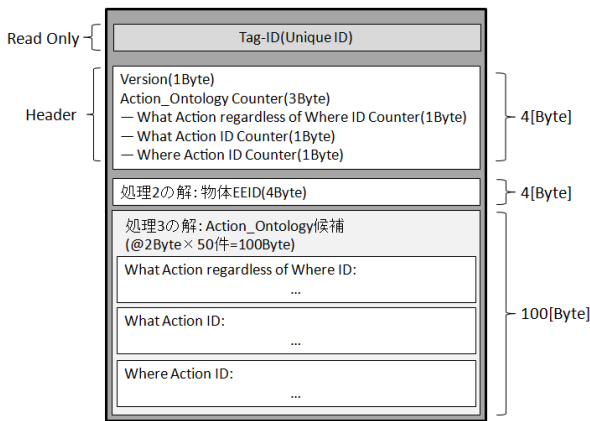 Read Only
Tag-ID(Unique ID)
Header
Version(1Byte)
Action_Ontology Counter(3Byte)
— What Action regardless of Where ID Counter(1Byte)
— What Action ID Counter(1Byte)
— Where Action ID Counter(1Byte)
4[Byte]
処理2の解：物体EEID(4Byte)
4[Byte]
処理3の解：Action_Ontology候補
(@2Byte×50件=100Byte)
What Action regardless of Where ID:
...
What Action ID:
...
Where Action ID:
...
100[Byte]